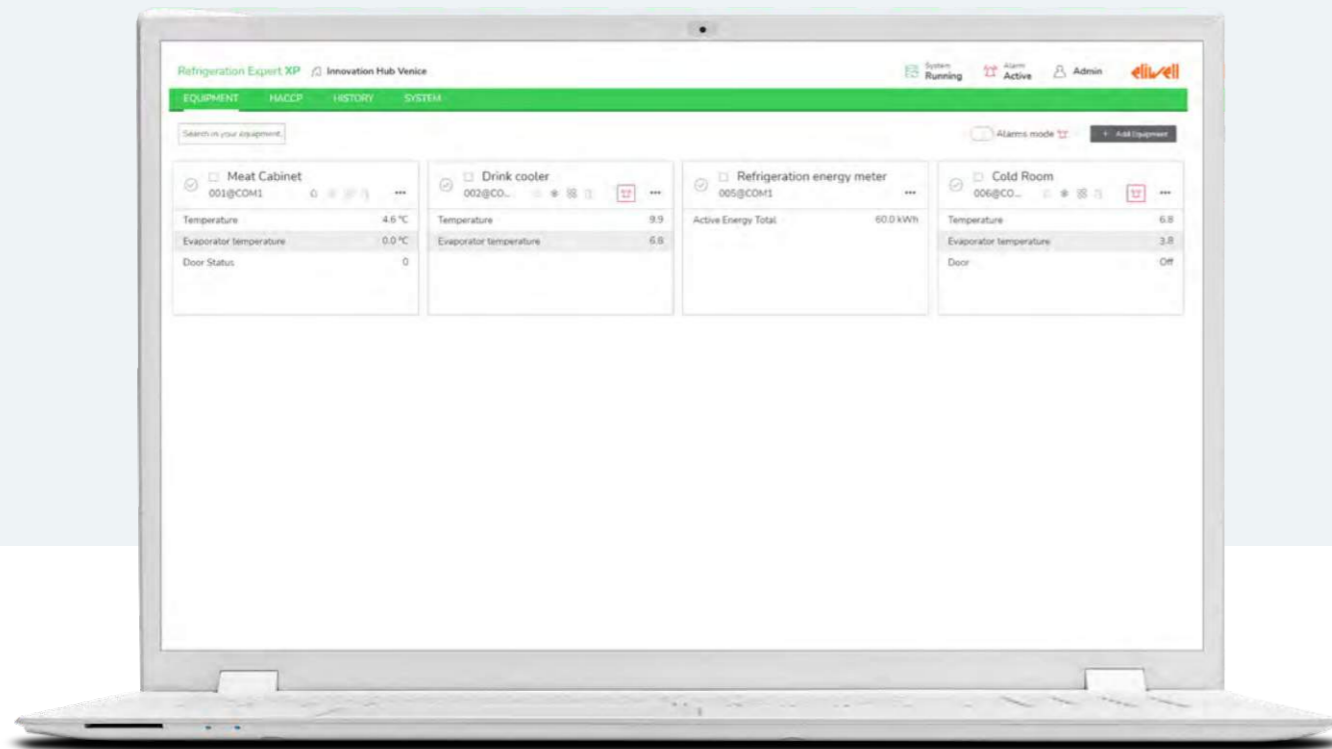 Refrigeration Expert XP Innovation Hub Venice
System Running
Alarm Active
Admin
eliwell
EQUIPMENT HACCP HISTORY SYSTEM
Search in your equipment.
Alarms mode
+ Add Equipment
Meat Cabinet
001@COM1 •••
Temperature 4.6 °C
Evaporator temperature 0.0 °C
Door Status 0
Drink cooler
002@CO... •••
Temperature 9.9
Evaporator temperature 6.8
Refrigeration energy meter
005@COM1 •••
Active Energy Total 60.0 kWh
Cold Room
006@CO... •••
Temperature 6.8
Evaporator temperature 3.8
Door Off